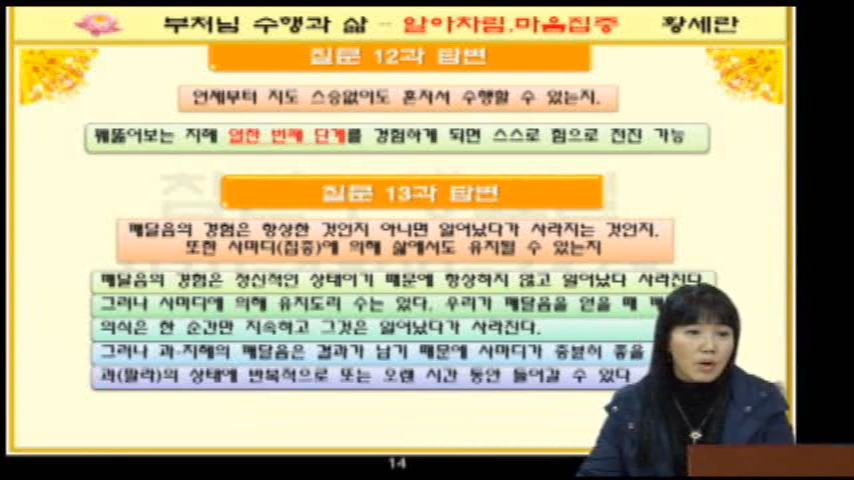 부처님 수행과 삶 - 알아차림.마음집중 황세란
질문 12과 답변
언제부터 지도 스승없이도 혼자서 수행할 수 있는지.
꿰뚫어보는 지혜 열한 번째 단계를 경험하게 되면 스스로 힘으로 전진 가능
질문 13과 답변
깨달음의 경험은 항상한 것인지 아니면 일어났다가 사라지는 것인지.
또한 사마디(집중)에 의해 삶에서도 유지될 수 있는지
깨달음의 경험은 정신적인 상태이기 때문에 항상하지 않고 일어났다 사라진다
그러나 사마디에 의해 유지도리 수는 있다. 우리가 깨달음을 얻을 때
의식은 한 순간만 지속하고 그것은 일어났다가 사라진다.
그러나 과-지혜의 깨달음은 결과가 남기 때문에 사마디가 충분히 좋을
과(팔라)의 상태에 반복적으로 또는 오랜 시간 동안 들어갈 수 있다
14